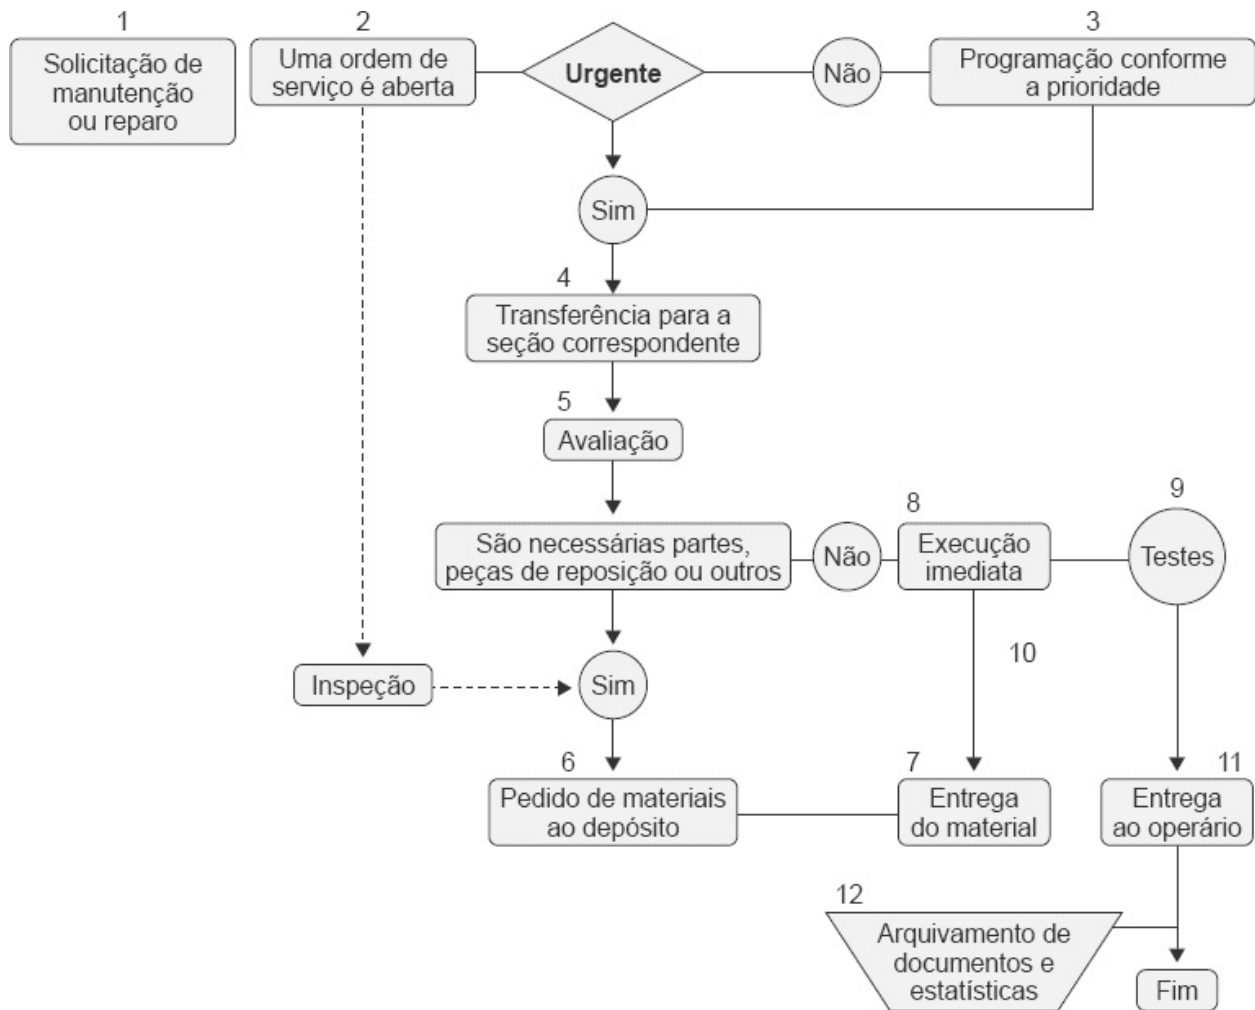 1
Solicitação de
manutenção
ou reparo
2
Uma ordem de
serviço é aberta
Urgente
Não
3
Programação conforme
a prioridade
Sim
4
Transferência para a
seção correspondente
5
Avaliação
São necessárias partes,
peças de reposição ou outros
Não
8
Execução
imediata
9
Testes
10
Inspeção
Sim
6
Pedido de materiais
ao depósito
7
Entrega
do material
11
Entrega
ao operário
12
Arquivamento de
documentos e
estatísticas
Fim